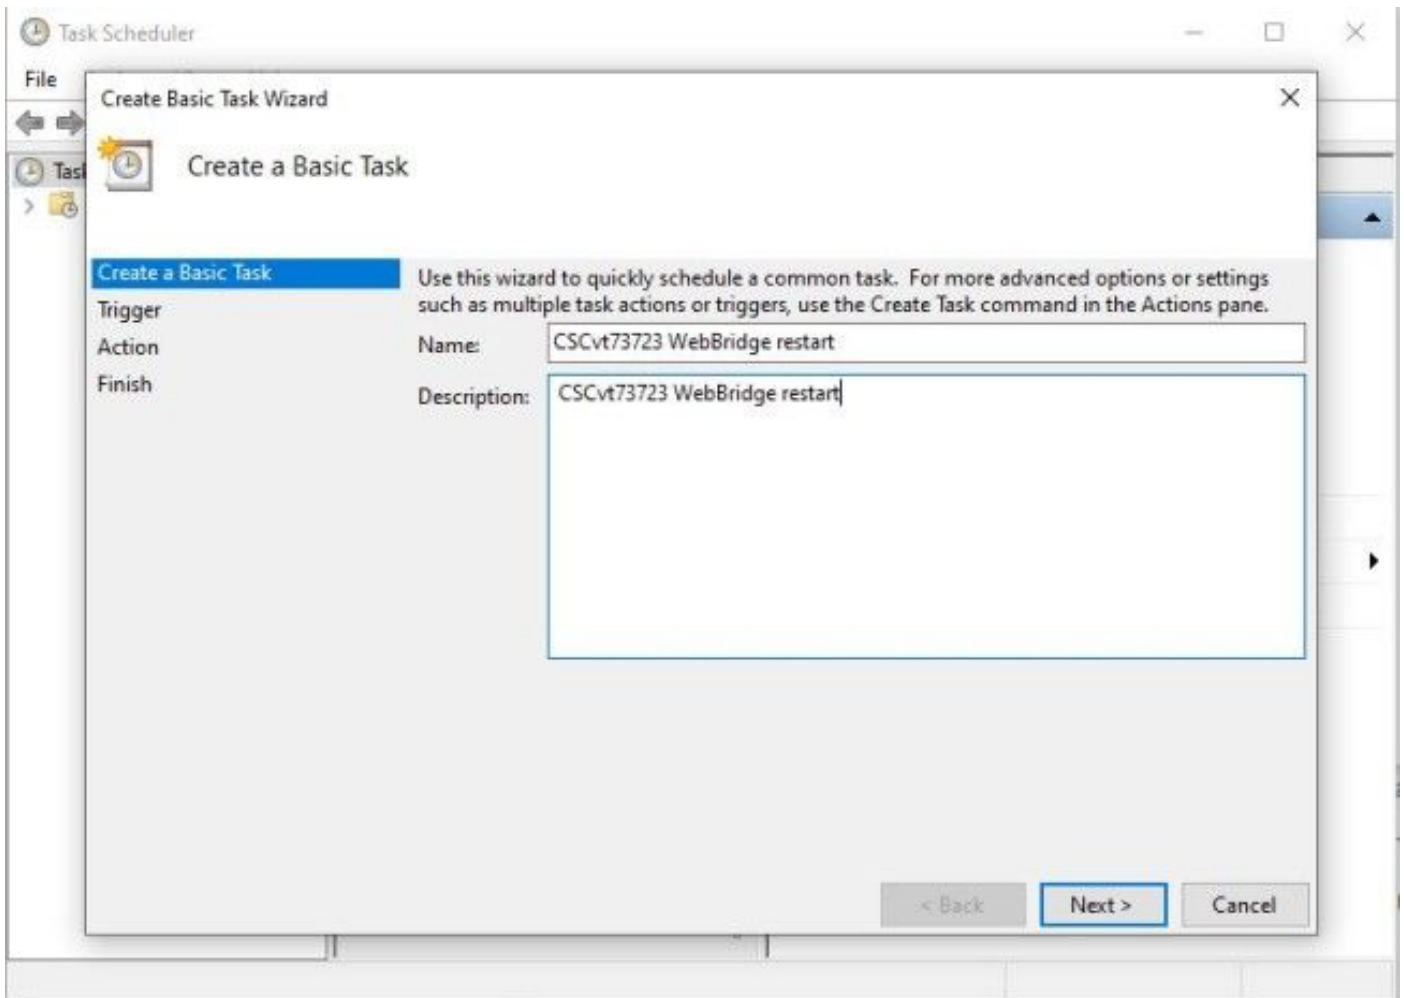 Task Scheduler
File
Create Basic Task Wizard
Create a Basic Task
Create a Basic Task
Trigger
Action
Finish
Use this wizard to quickly schedule a common task. For more advanced options or settings
such as multiple task actions or triggers, use the Create Task command in the Actions pane.
Name:
CSCvt73723 WebBridge restart
Description:
CSCvt73723 WebBridge restart
< Back
Next >
Cancel